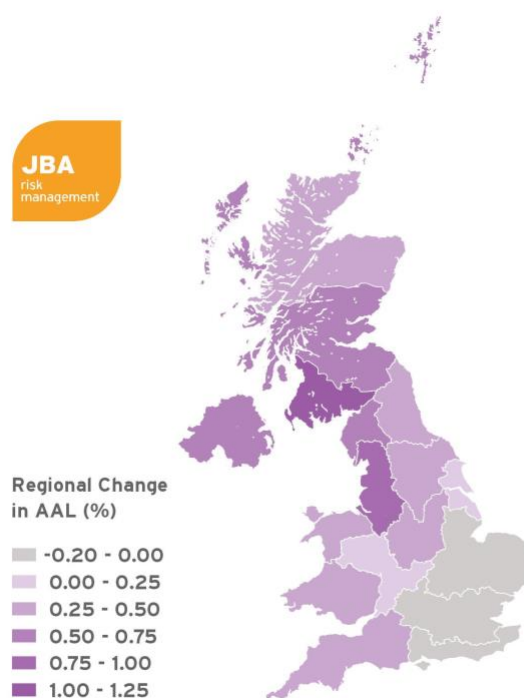 JBA
risk
management
Regional Change
in AAL (%)
-0.20 - 0.00
0.00 - 0.25
0.25 - 0.50
0.50 - 0.75
0.75 - 1.00
1.00 - 1.25